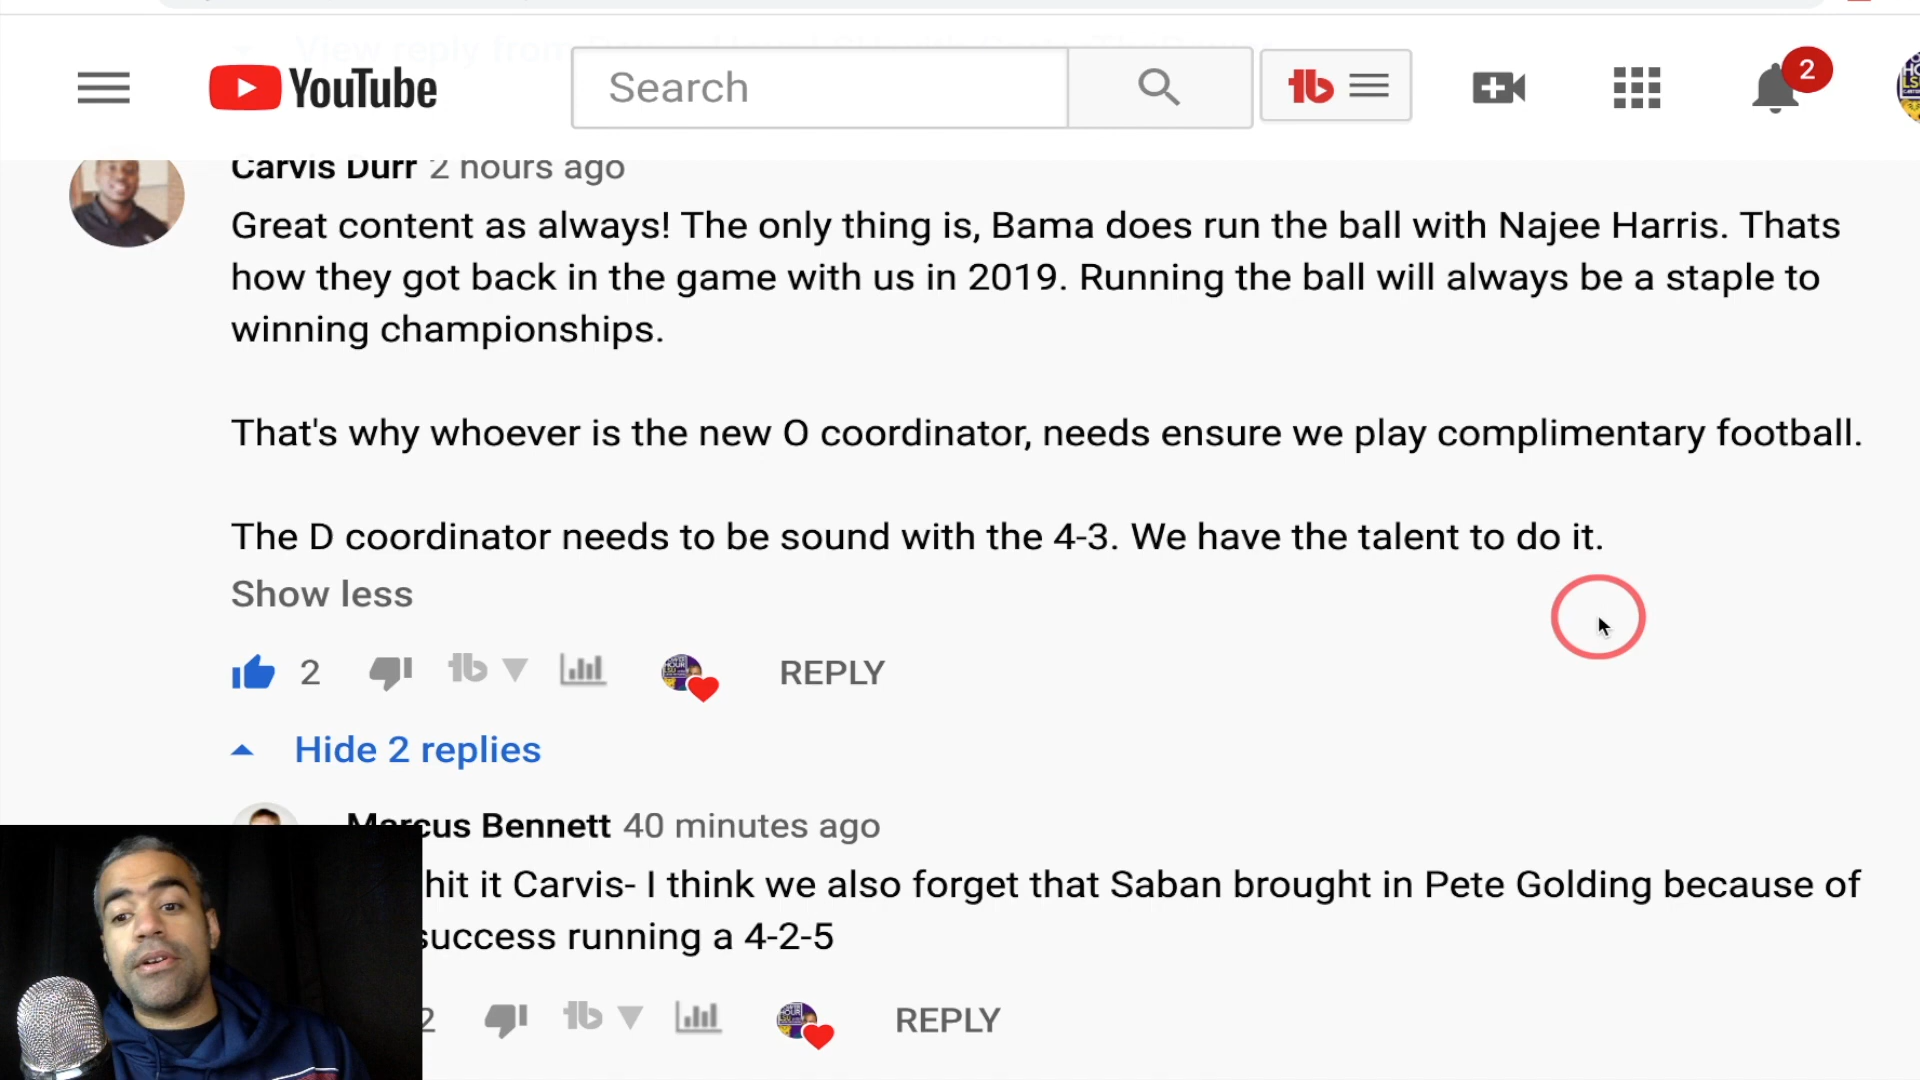 YouTube
Search
tb
2
Carvis Durr 2 hours ago
Great content as always! The only thing is, Bama does run the ball with Najee Harris. Thats
how they got back in the game with us in 2019. Running the ball will always be a staple to
winning championships.
That's why whoever is the new O coordinator, needs ensure we play complimentary football.
The D coordinator needs to be sound with the 4-3. We have the talent to do it.
Show less
2 tb REPLY
Hide 2 replies
Marcus Bennett 40 minutes ago
hit it Carvis- I think we also forget that Saban brought in Pete Golding because of
success running a 4-2-5
2 tb REPLY